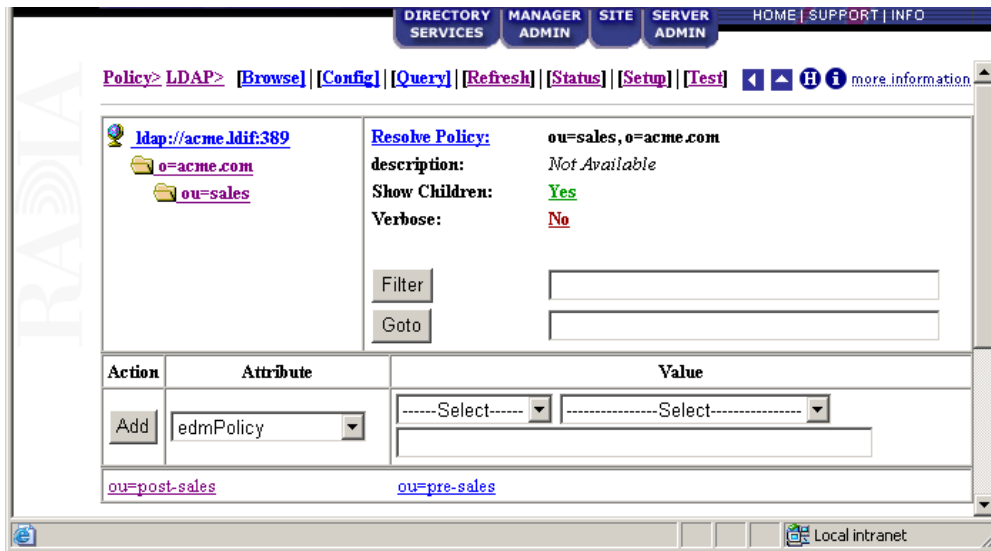 DIRECTORY SERVICES
MANAGER ADMIN
SITE
SERVER ADMIN
HOME | SUPPORT | INFO
Policy> LDAP> [Browse] | [Config] | [Query] | [Refresh] | [Status] | [Setup] | [Test] H i more information
RADIA
ldap://acme.ldif:389
o=acme.com
ou=sales
Resolve Policy: ou=sales, o=acme.com
description: Not Available
Show Children: Yes
Verbose: No
Filter
Goto
Action Attribute Value
Add edmPolicy ------Select------ ----------------Select----------------
ou=post-sales ou=pre-sales
Local intranet